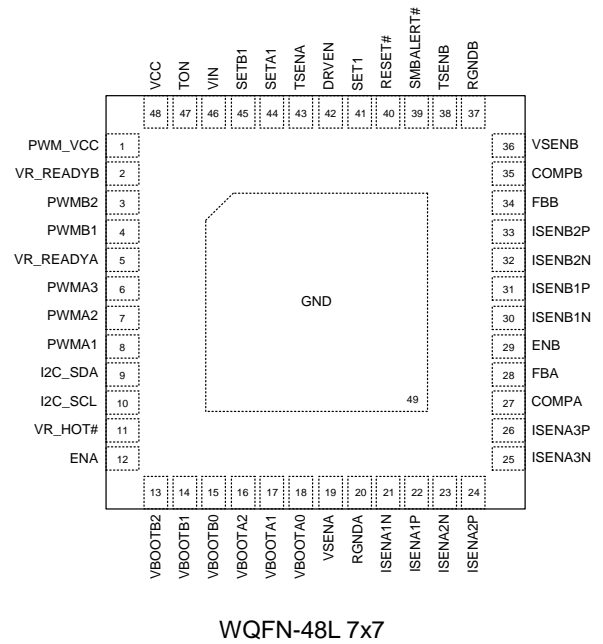 VCC TON VIN SETB1 SETA1 TSENA DRVEN SET1 RESET# SMBALERT# TSENB RGNDB
48 47 46 45 44 43 42 41 40 39 38 37
PWM_VCC 1
VR_READYB 2
PWMB2 3
PWMB1 4
VR_READYA 5
PWMA3 6
PWMA2 7
PWMA1 8
I2C_SDA 9
I2C_SCL 10
VR_HOT# 11
ENA 12
GND
49
36 VSENB
35 COMPB
34 FBB
33 ISENB2P
32 ISENB2N
31 ISENB1P
30 ISENB1N
29 ENB
28 FBA
27 COMPA
26 ISENA3P
25 ISENA3N
13 14 15 16 17 18 19 20 21 22 23 24
VBOOTB2 VBOOTB1 VBOOTB0 VBOOTA2 VBOOTA1 VBOOTA0 VSENA RGNDA ISENA1N ISENA1P ISENA2N ISENA2P
WQFN-48L 7x7